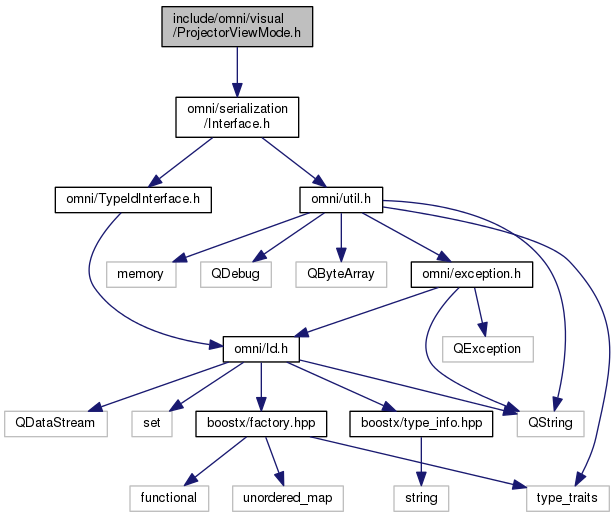 include/omni/visual
/ProjectorViewMode.h
omni/serialization
/Interface.h
omni/TypeIdInterface.h
omni/util.h
memory
QDebug
QByteArray
omni/exception.h
omni/Id.h
QException
QDataStream
set
boostx/factory.hpp
boostx/type_info.hpp
QString
functional
unordered_map
string
type_traits